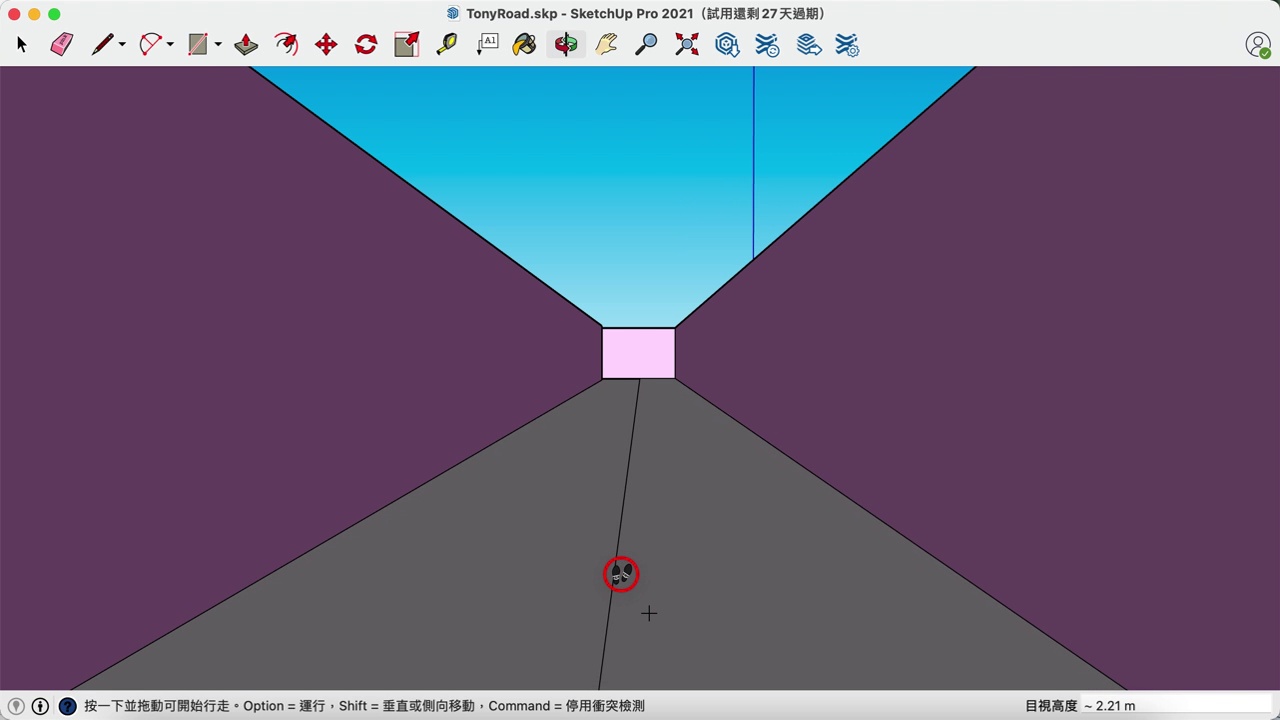 TonyRoad.skp - SketchUp Pro 2021（試用還剩 27 天過期）
A1
?
按一下並拖動可開始行走。Option = 運行，Shift = 垂直或側向移動，Command = 停用衝突檢測
目視高度 ~ 2.21 m